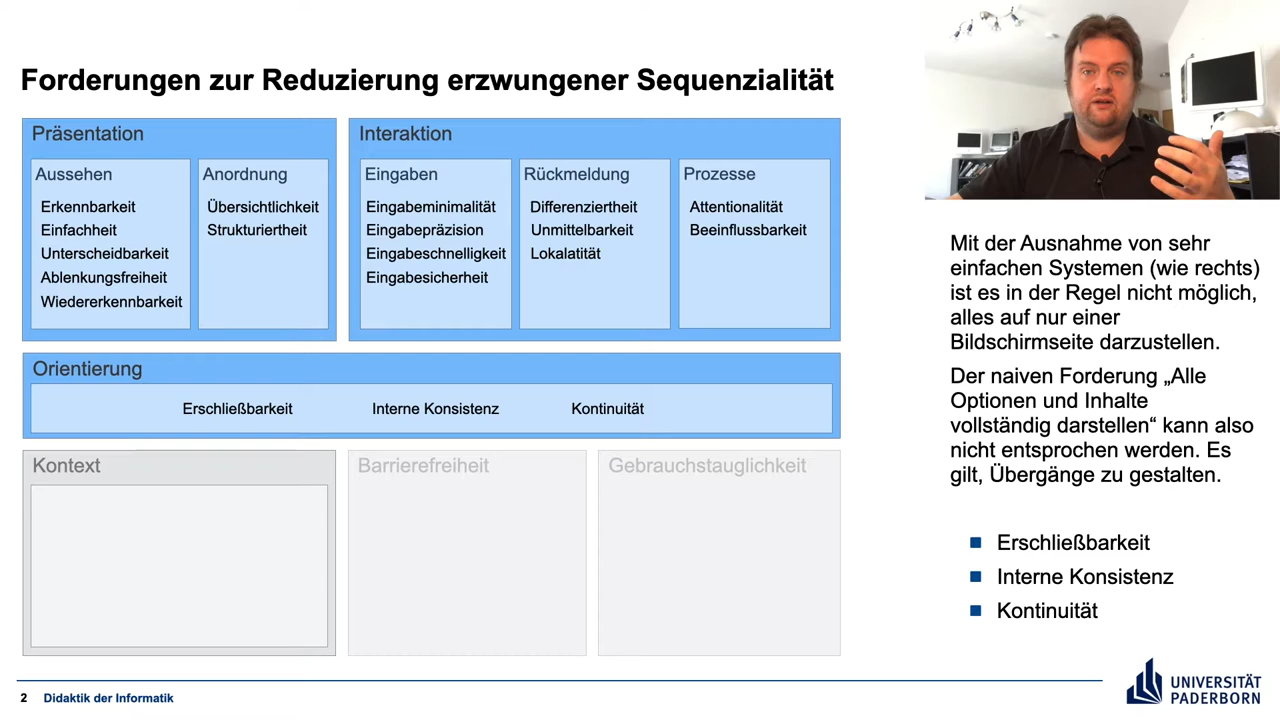 Forderungen zur Reduzierung erzwungener Sequenzialität
Präsentation
Aussehen
Erkennbarkeit
Einfachheit
Unterscheidbarkeit
Ablenkungsfreiheit
Wiedererkennbarkeit
Anordnung
Übersichtlichkeit
Strukturiertheit
Interaktion
Eingaben
Eingabeminimalität
Eingabepräzision
Eingabeschnelligkeit
Eingabesicherheit
Rückmeldung
Differenziertheit
Unmittelbarkeit
Lokalatität
Prozesse
Attentionalität
Beeinflussbarkeit
Orientierung
Erschließbarkeit
Interne Konsistenz
Kontinuität
Kontext
Barrierefreiheit
Gebrauchstauglichkeit
Mit der Ausnahme von sehr
einfachen Systemen (wie rechts)
ist es in der Regel nicht möglich,
alles auf nur einer
Bildschirmseite darzustellen.
Der naiven Forderung „Alle
Optionen und Inhalte
vollständig darstellen“ kann also
nicht entsprochen werden. Es
gilt, Übergänge zu gestalten.
Erschließbarkeit
Interne Konsistenz
Kontinuität
2 Didaktik der Informatik
UNIVERSITÄT
PADERBORN